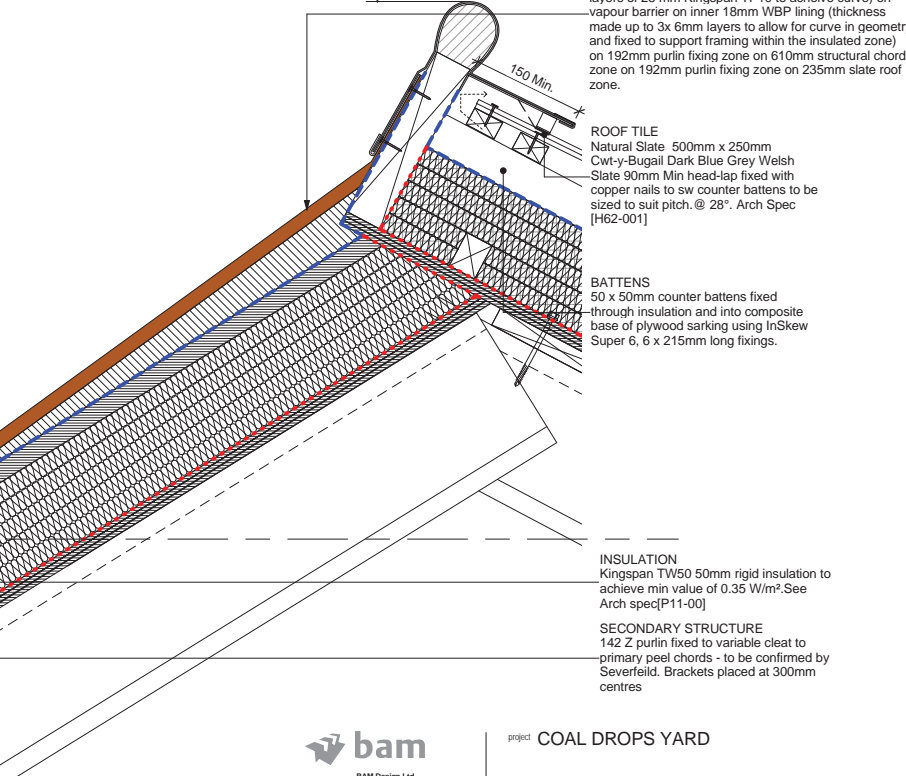 layers of 25 mm Kingspan TP10 to acheive curve) on
vapour barrier on inner 18mm WBP lining (thickness
made up to 3x 6mm layers to allow for curve in geometr
and fixed to support framing within the insulated zone)
on 192mm purlin fixing zone on 610mm structural chord
zone on 192mm purlin fixing zone on 235mm slate roof
zone.
150 Min.
ROOF TILE
Natural Slate 500mm x 250mm
Cwt-y-Bugail Dark Blue Grey Welsh
Slate 90mm Min head-lap fixed with
copper nails to sw counter battens to be
sized to suit pitch.@ 28°. Arch Spec
[H62-001]
BATTENS
50 x 50mm counter battens fixed
through insulation and into composite
base of plywood sarking using InSkew
Super 6, 6 x 215mm long fixings.
INSULATION
Kingspan TW50 50mm rigid insulation to
achieve min value of 0.35 W/m².See
Arch spec[P11-00]
SECONDARY STRUCTURE
142 Z purlin fixed to variable cleat to
primary peel chords - to be confirmed by
Severfeild. Brackets placed at 300mm
centres
bam
BAM Design Ltd
project COAL DROPS YARD